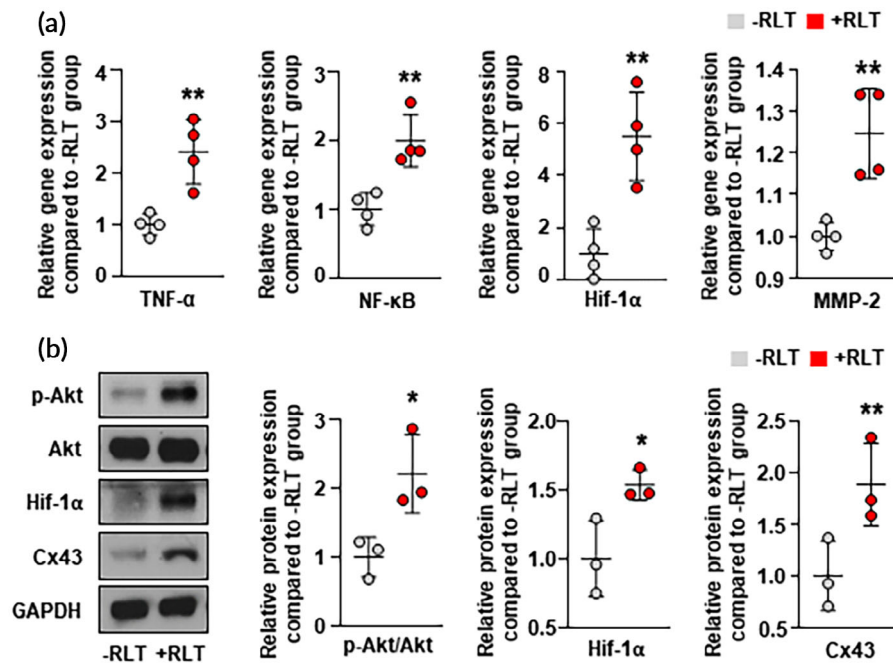 (a)
-RLT +RLT
Relative gene expression
compared to -RLT group
4
3
2
1
0
**
TNF-α
Relative gene expression
compared to -RLT group
3
2
1
0
**
NF-κB
Relative gene expression
compared to -RLT group
8
6
4
2
0
**
Hif-1α
Relative gene expression
compared to -RLT group
1.4
1.3
1.2
1.1
1.0
0.9
**
MMP-2
(b)
-RLT +RLT
p-Akt
Akt
Hif-1α
Cx43
GAPDH
-RLT +RLT
Relative protein expression
compared to -RLT group
3
2
1
0
*
p-Akt/Akt
Relative protein expression
compared to -RLT group
2.0
1.5
1.0
0.5
*
Hif-1α
Relative protein expression
compared to -RLT group
2.5
2.0
1.5
1.0
0.5
**
Cx43